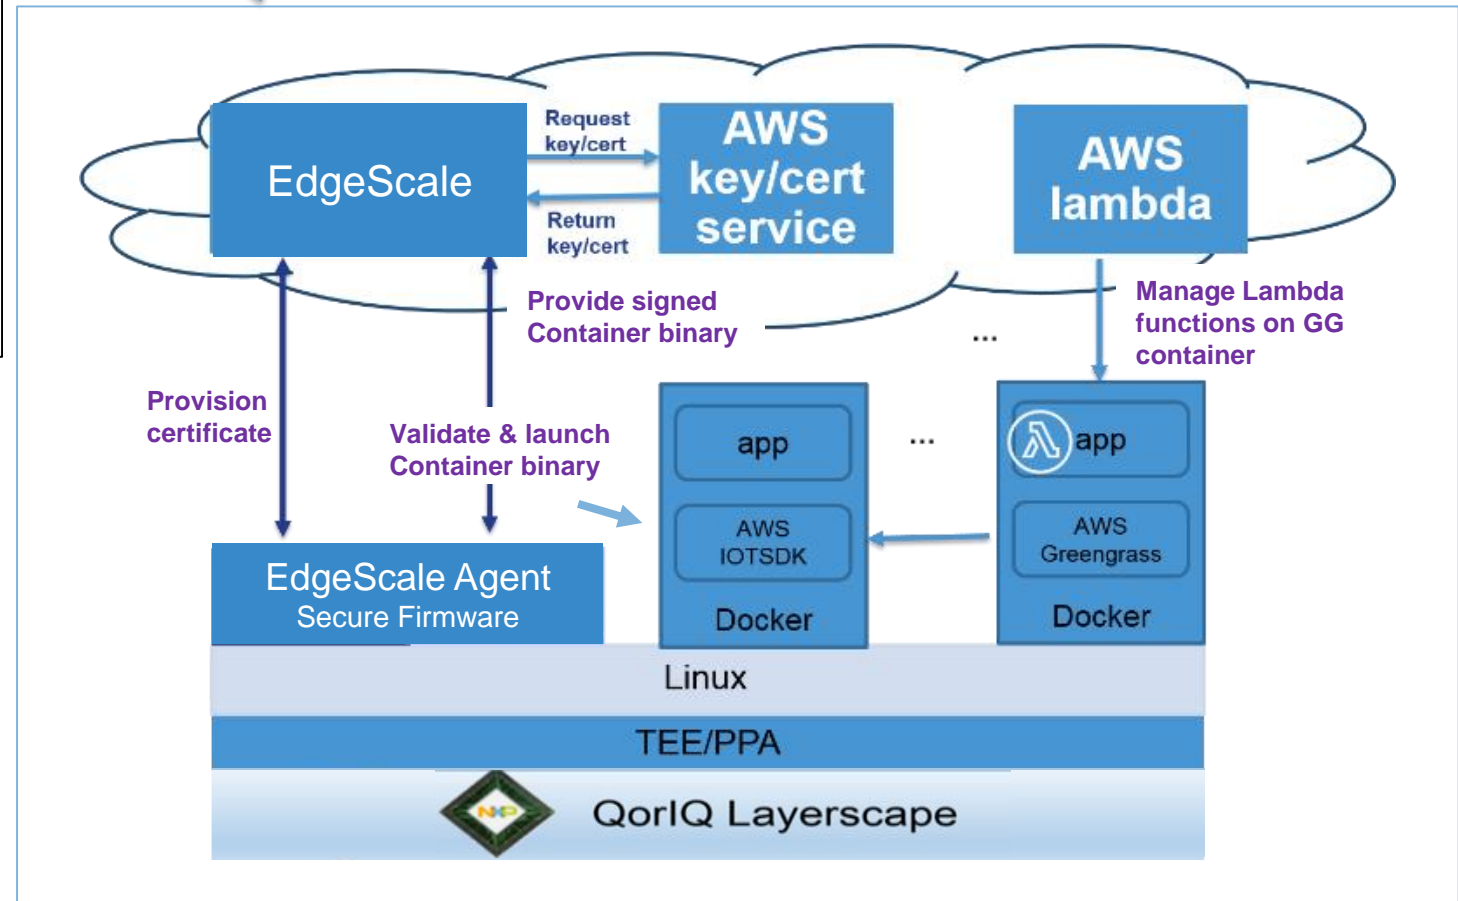 EdgeScale
Request
key/cert
Return
key/cert
AWS
key/cert
service
AWS
lambda
Provide signed
Container binary
Manage Lambda
functions on GG
container
...
Provision
certificate
Validate & launch
Container binary
app
AWS
IOTSDK
Docker
...
app
AWS
Greengrass
Docker
EdgeScale Agent
Secure Firmware
Linux
TEE/PPA
NXP
QorIQ Layerscape